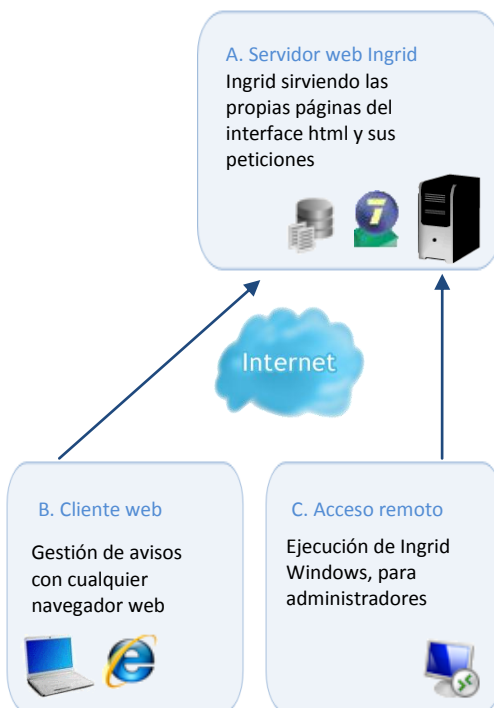 A. Servidor web Ingrid
Ingrid sirviendo las
propias páginas del
interface html y sus
peticiones
7
Internet
B. Cliente web
Gestión de avisos
con cualquier
navegador web
C. Acceso remoto
Ejecución de Ingrid
Windows, para
administradores